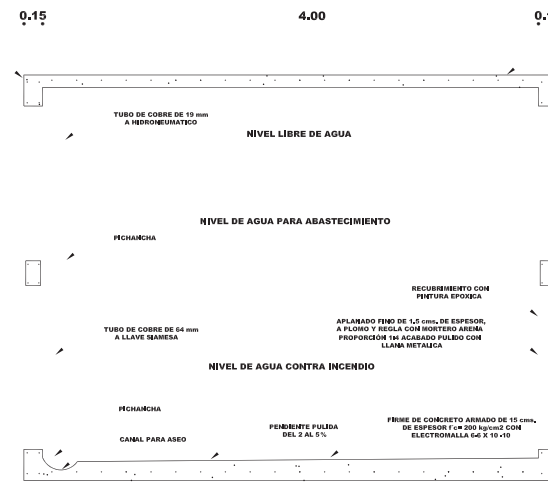 0.15 4.00 0.1
TUBO DE COBRE DE 19 mm
A HIDRONEUMATICO
NIVEL LIBRE DE AGUA
NIVEL DE AGUA PARA ABASTECIMIENTO
PICHANCHA
RECUBRIMIENTO CON
PINTURA EPOXICA
TUBO DE COBRE DE 64 mm
A LLAVE SIAMESA
APLANADO FINO DE 1.5 cms. DE ESPESOR,
A PLOMO Y REGLA CON MORTERO ARENA
PROPORCIÓN 1:4 ACABADO PULIDO CON
LLANA METALICA
NIVEL DE AGUA CONTRA INCENDIO
PICHANCHA
CANAL PARA ASEO
PENDIENTE PULIDA
DEL 2 AL 5%
FIRME DE CONCRETO ARMADO DE 15 cms.
DE ESPESOR f'c= 200 kg/cm2 CON
ELECTROMALLA 6-6 X 10 -10